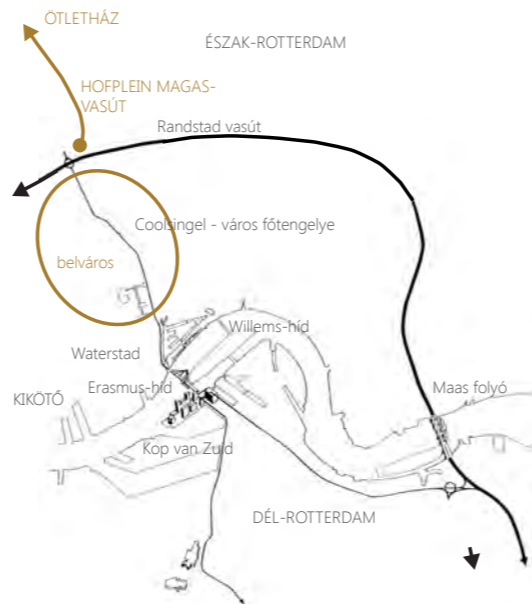 ÖTLETHÁZ
ÉSZAK-ROTTERDAM
HOFPLEIN MAGAS-
VASÚT
Randstad vasút
Coolsingel - város főtengelye
belváros
Willems-híd
Waterstad
Erasmus-híd
Maas folyó
KIKÖTŐ
Kop van Zuid
DÉL-ROTTERDAM